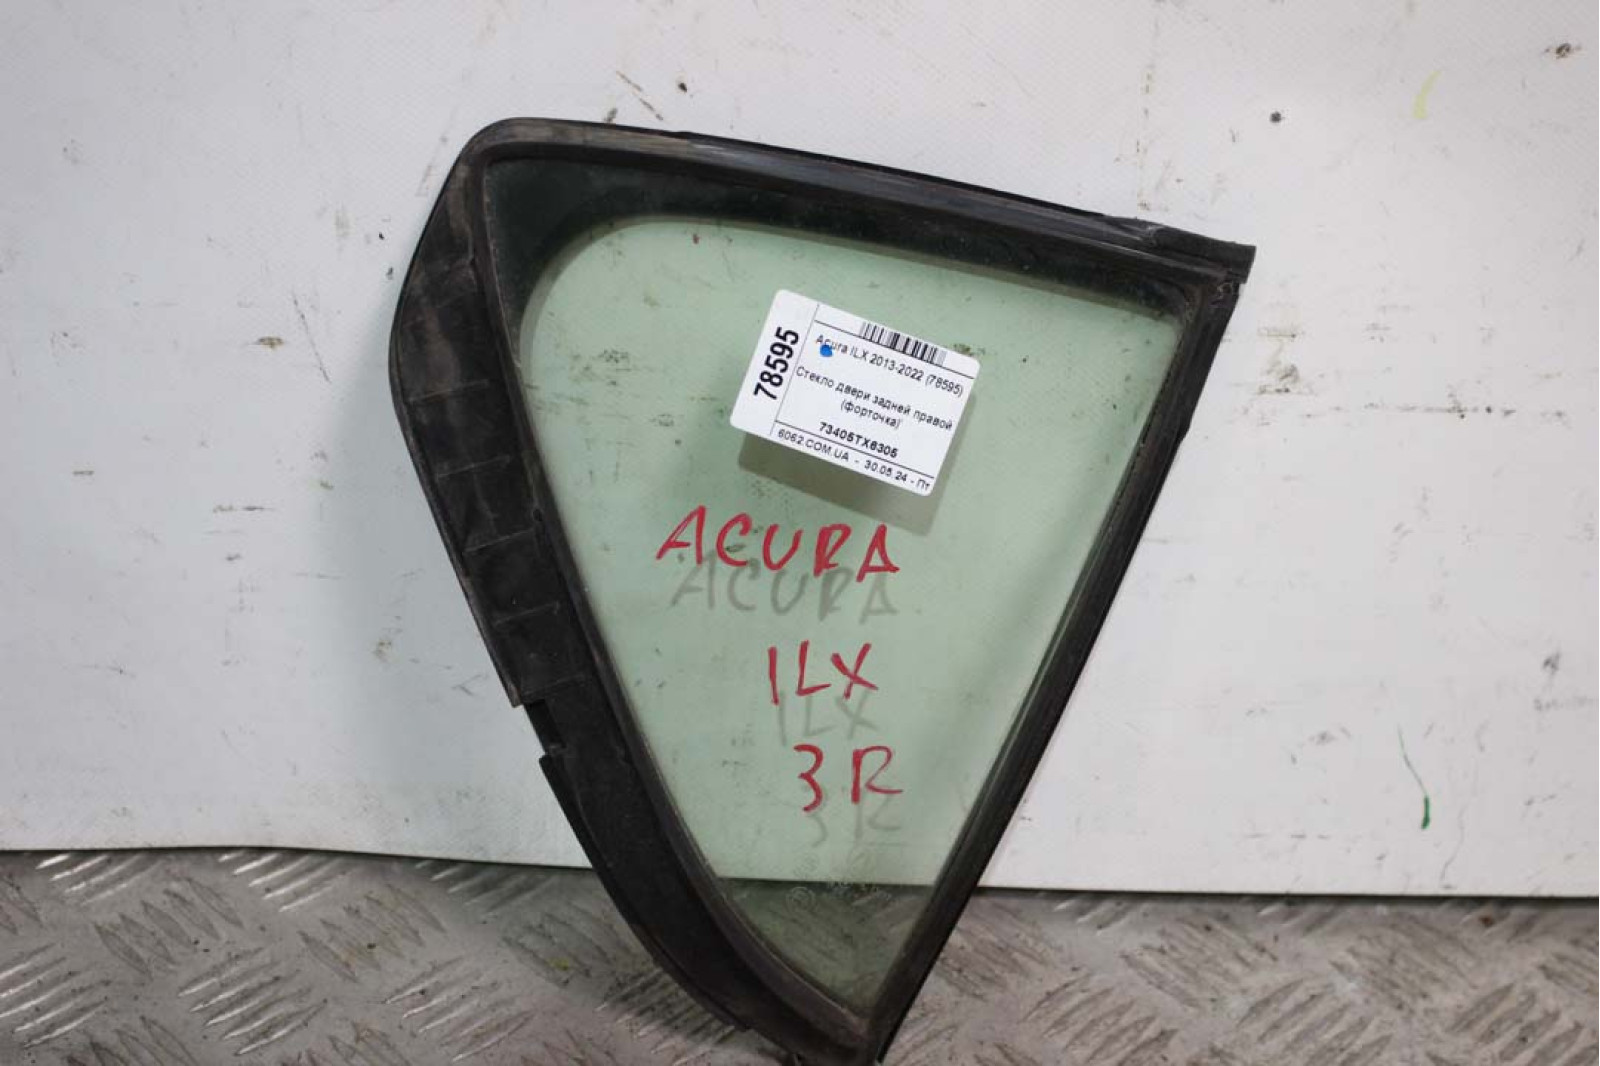 78595
Acura ILX 2013-2022 (78595)
Стекло двери задней правой
(форточка)
73405TX6305
6062.COM.UA - 30.05.24 - Пт
ACURA
ILX
3R